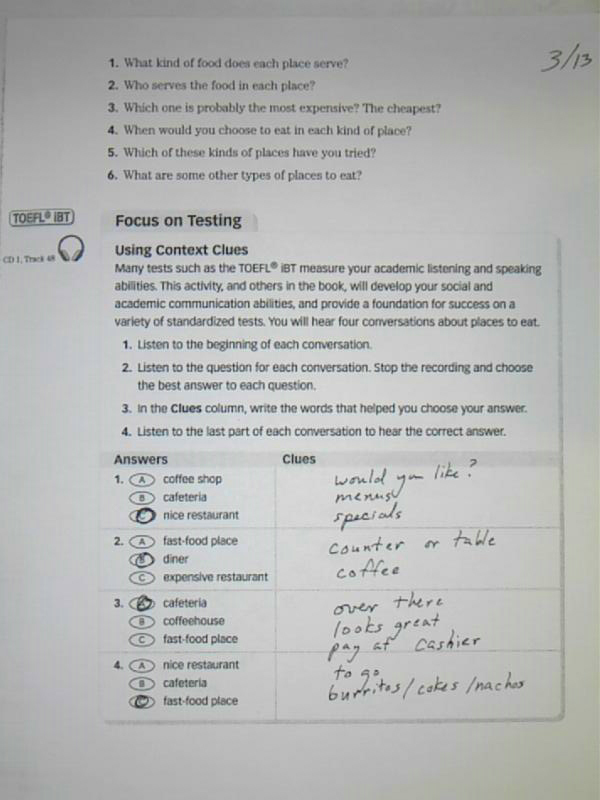 3/13
1. What kind of food does each place serve?
2. Who serves the food in each place?
3. Which one is probably the most expensive? The cheapest?
4. When would you choose to eat in each kind of place?
5. Which of these kinds of places have you tried?
6. What are some other types of places to eat?
TOEFL® iBT
Focus on Testing
CD 1, Track 48
Using Context Clues
Many tests such as the TOEFL® iBT measure your academic listening and speaking
abilities. This activity, and others in the book, will develop your social and
academic communication abilities, and provide a foundation for success on a
variety of standardized tests. You will hear four conversations about places to eat.
1. Listen to the beginning of each conversation.
2. Listen to the question for each conversation. Stop the recording and choose
the best answer to each question.
3. In the Clues column, write the words that helped you choose your answer.
4. Listen to the last part of each conversation to hear the correct answer.
Answers Clues
1. A coffee shop would you like?
B cafeteria menus
C nice restaurant specials
2. A fast-food place counter or table
B diner coffee
C expensive restaurant
3. A cafeteria over there
B coffeehouse looks great
C fast-food place pay at cashier
4. A nice restaurant to go
B cafeteria burritos/cokes/nachos
C fast-food place